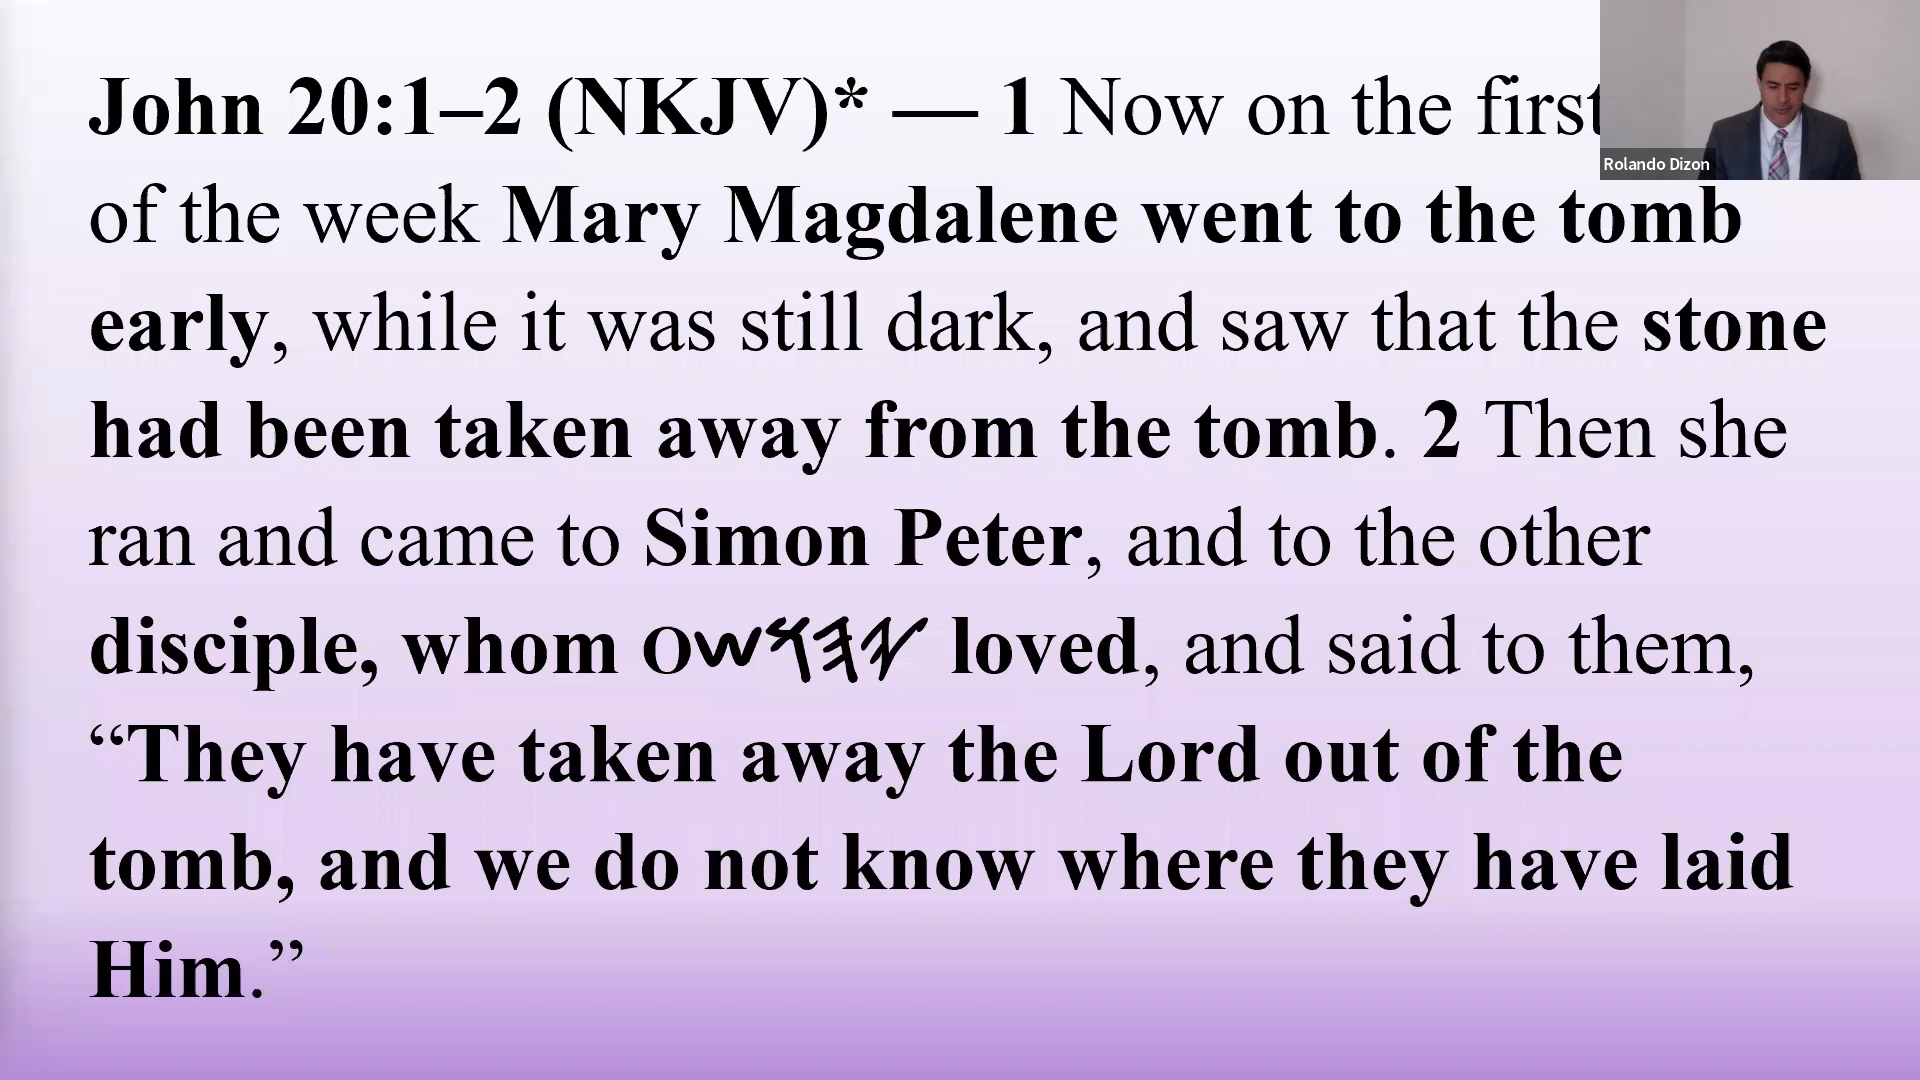 John 20:1–2 (NKJV)* — 1 Now on the first
of the week Mary Magdalene went to the tomb
early, while it was still dark, and saw that the stone
had been taken away from the tomb. 2 Then she
ran and came to Simon Peter, and to the other
disciple, whom 𐤉𐤄𐤅𐤔𐤏 loved, and said to them,
“They have taken away the Lord out of the
tomb, and we do not know where they have laid
Him.”
Rolando Dizon